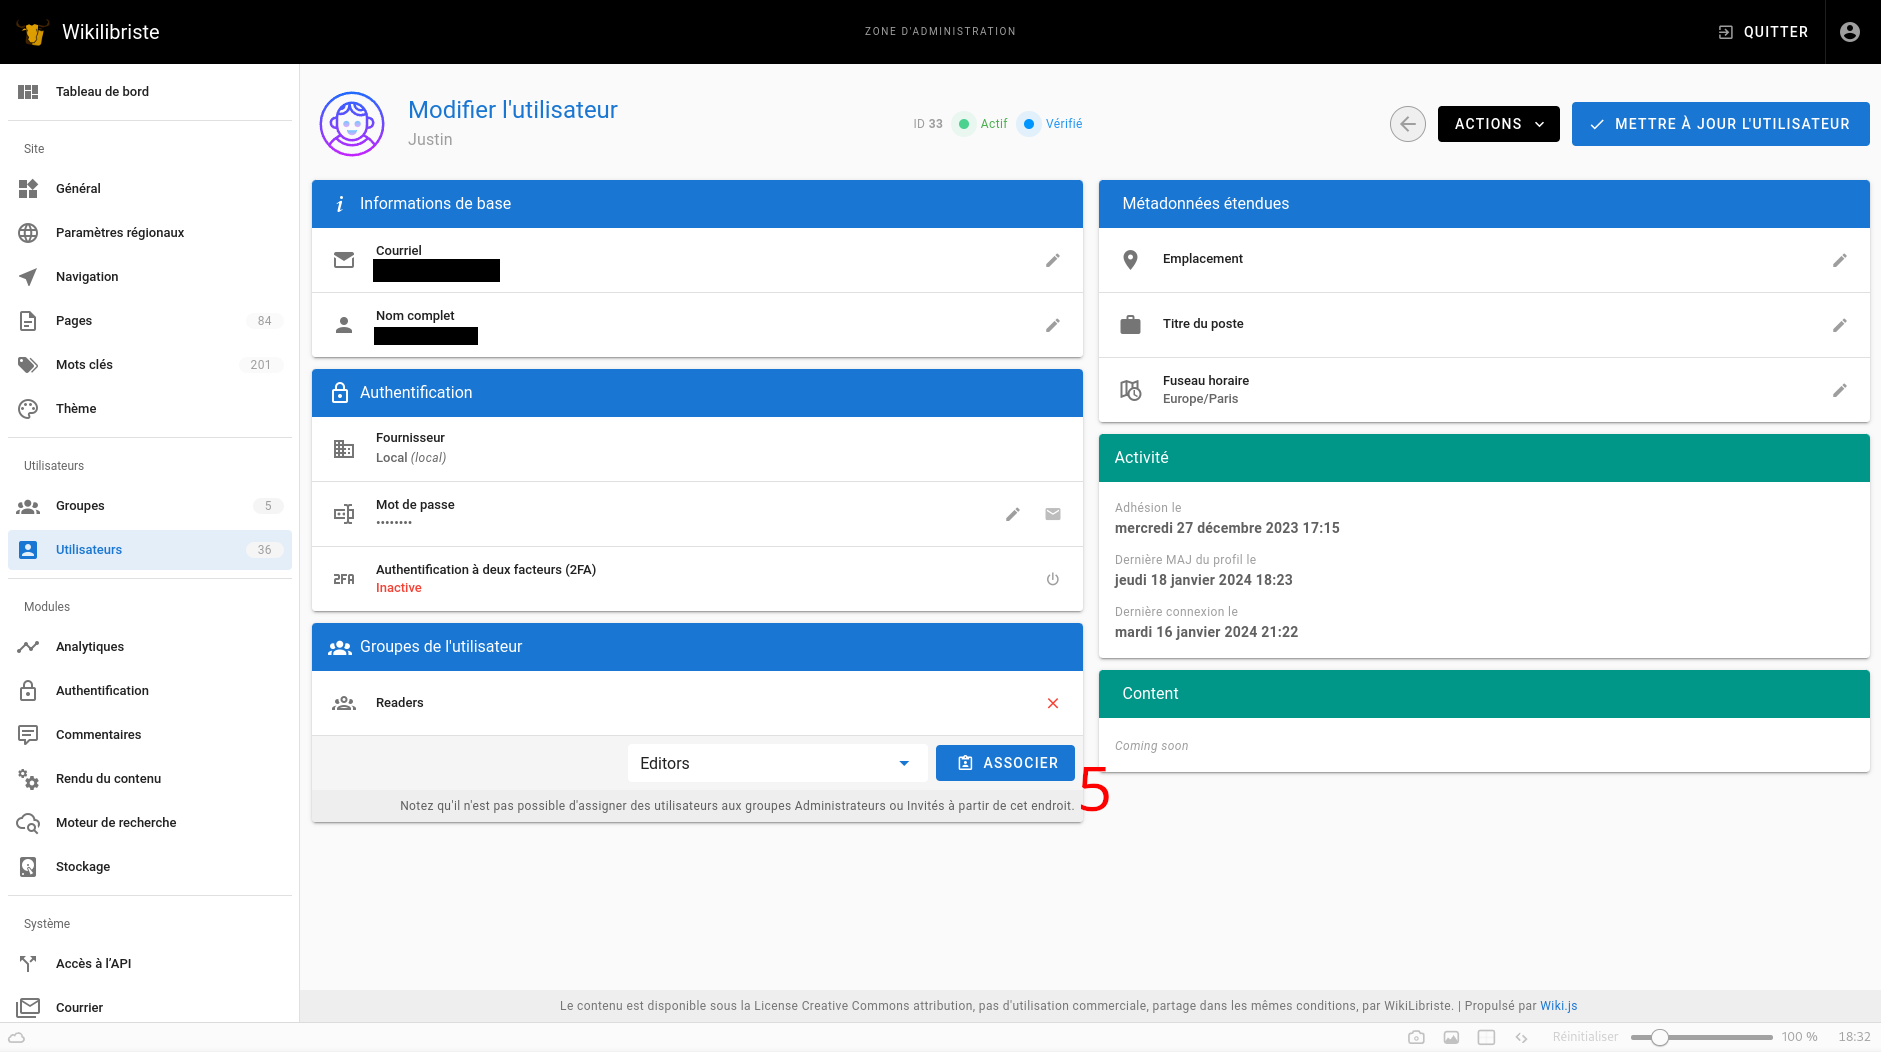 Wikilibriste
ZONE D'ADMINISTRATION
QUITTER
Tableau de bord
Site
Général
Paramètres régionaux
Navigation
Pages 84
Mots clés 201
Thème
Utilisateurs
Groupes 5
Utilisateurs 36
Modules
Analytiques
Authentification
Commentaires
Rendu du contenu
Moteur de recherche
Stockage
Système
Accès à l'API
Courrier
Modifier l'utilisateur
Justin
ID 33 Actif Vérifié
ACTIONS
METTRE À JOUR L'UTILISATEUR
i Informations de base
Courriel
Nom complet
Authentification
Fournisseur
Local (local)
Mot de passe
••••••••
2FA
Authentification à deux facteurs (2FA)
Inactive
Groupes de l'utilisateur
Readers
Editors
ASSOCIER
5
Notez qu'il n'est pas possible d'assigner des utilisateurs aux groupes Administrateurs ou Invités à partir de cet endroit.
Métadonnées étendues
Emplacement
Titre du poste
Fuseau horaire
Europe/Paris
Activité
Adhésion le
mercredi 27 décembre 2023 17:15
Dernière MAJ du profil le
jeudi 18 janvier 2024 18:23
Dernière connexion le
mardi 16 janvier 2024 21:22
Content
Coming soon
Le contenu est disponible sous la License Creative Commons attribution, pas d'utilisation commerciale, partage dans les mêmes conditions, par WikiLibriste. | Propulsé par Wiki.js
Réinitialiser 100 % 18:32